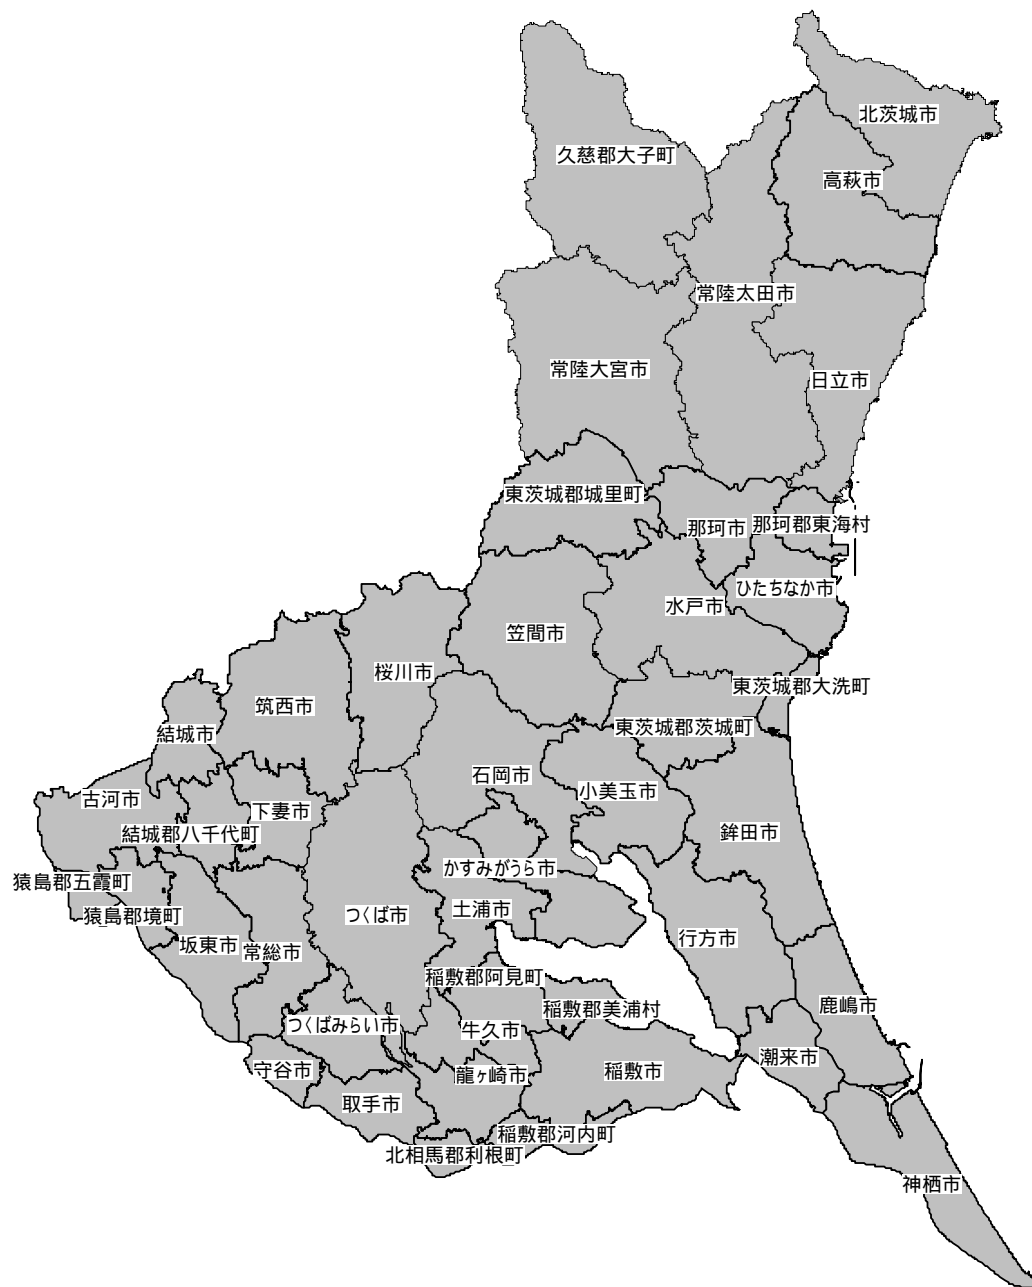 北茨城市
久慈郡大子町
高萩市
常陸太田市
常陸大宮市
日立市
東茨城郡城里町
那珂市
那珂郡東海村
ひたちなか市
水戸市
笠間市
桜川市
東茨城郡大洗町
筑西市
東茨城郡茨城町
結城市
石岡市
小美玉市
古河市
下妻市
結城郡八千代町
鉾田市
かすみがうら市
猿島郡五霞町
猿島郡境町
つくば市
土浦市
坂東市
常総市
行方市
稲敷郡阿見町
稲敷郡美浦村
鹿嶋市
つくばみらい市
牛久市
潮来市
守谷市
龍ヶ崎市
稲敷市
取手市
稲敷郡河内町
北相馬郡利根町
神栖市